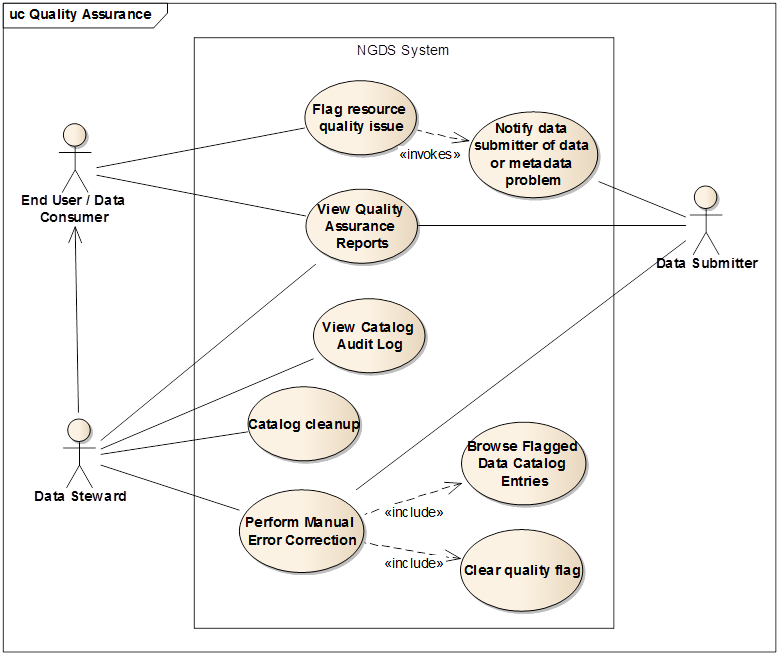 uc Quality Assurance
NGDS System
Flag resource
quality issue
«invokes»
Notify data
submitter of data
or metadata
problem
End User / Data
Consumer
View Quality
Assurance
Reports
Data Submitter
View Catalog
Audit Log
Catalog cleanup
Data Steward
Browse Flagged
Data Catalog
Entries
«include»
Perform Manual
Error Correction
«include»
Clear quality flag